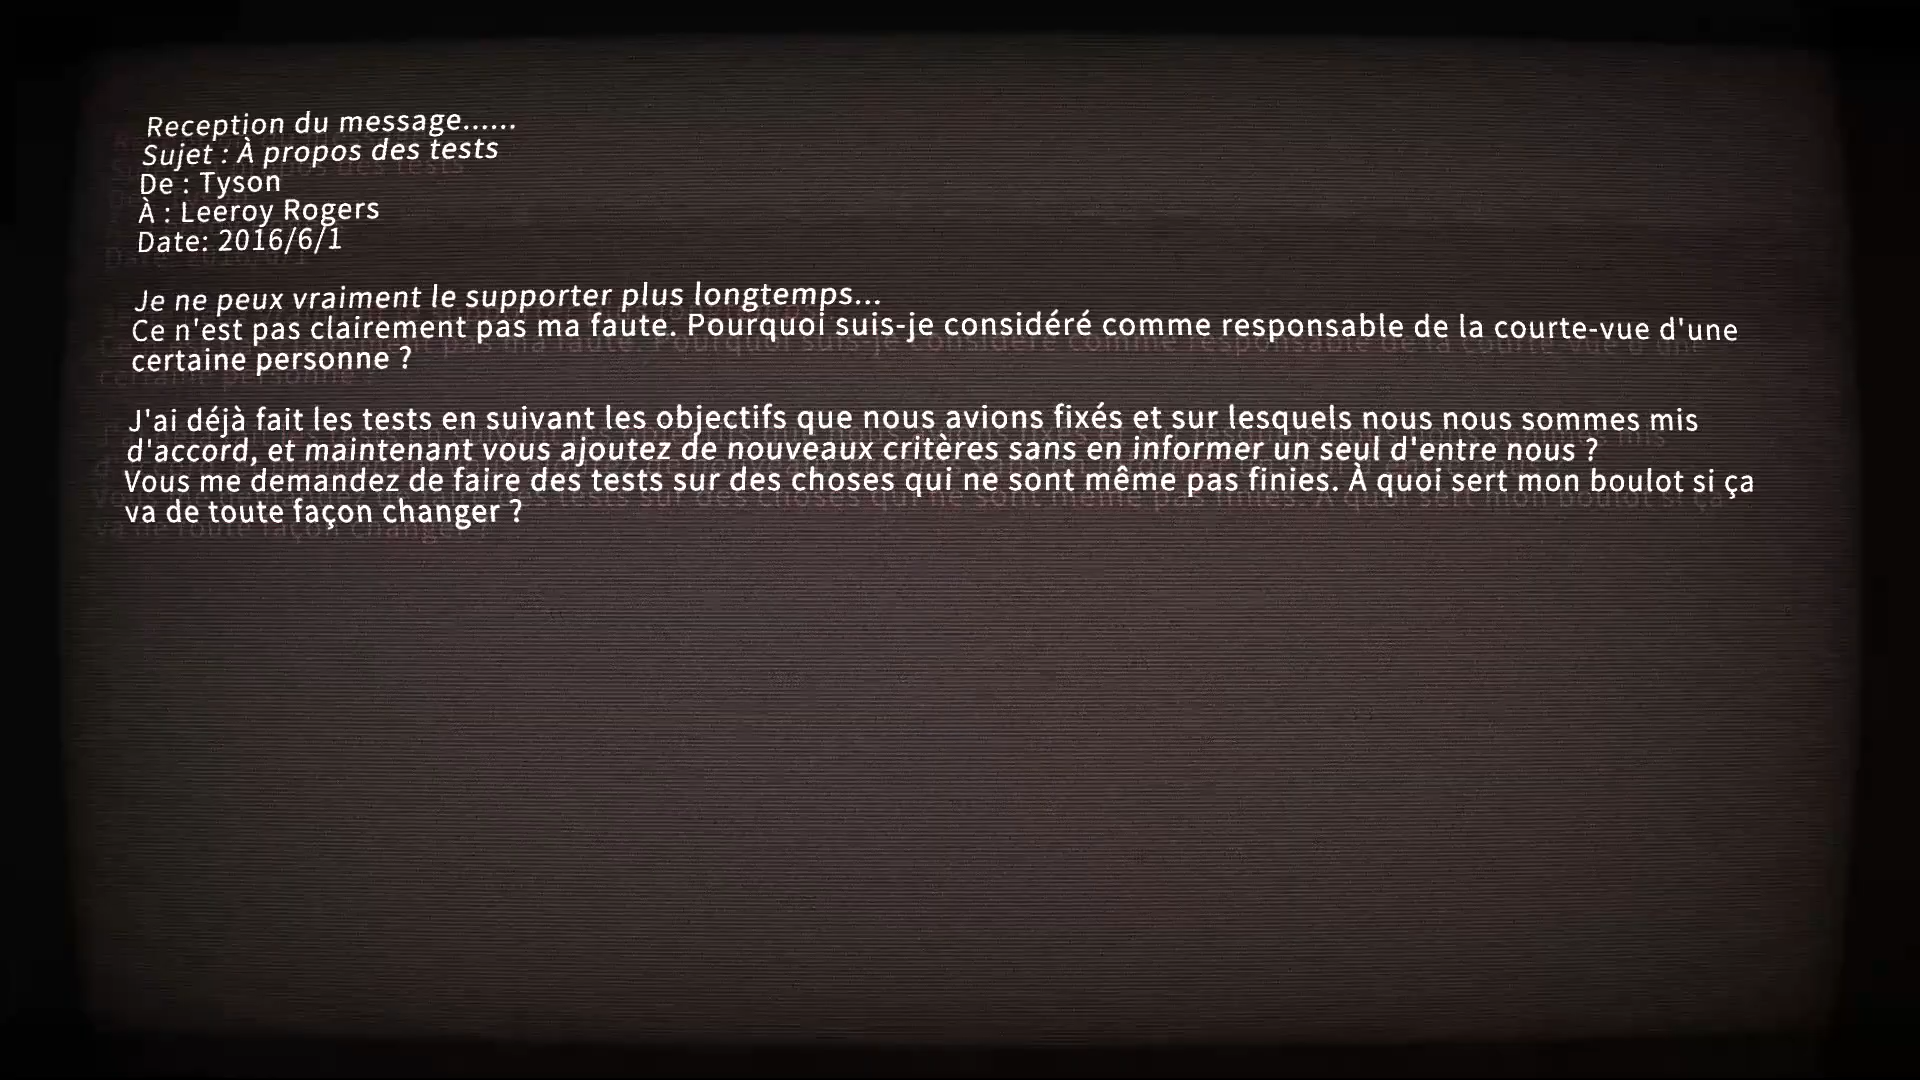 Reception du message......
Sujet : À propos des tests
De : Tyson
À : Leeroy Rogers
Date: 2016/6/1
Je ne peux vraiment le supporter plus longtemps...
Ce n'est pas clairement pas ma faute. Pourquoi suis-je considéré comme responsable de la courte-vue d'une
certaine personne ?
J'ai déjà fait les tests en suivant les objectifs que nous avions fixés et sur lesquels nous nous sommes mis
d'accord, et maintenant vous ajoutez de nouveaux critères sans en informer un seul d'entre nous ?
Vous me demandez de faire des tests sur des choses qui ne sont même pas finies. À quoi sert mon boulot si ça
va de toute façon changer ?